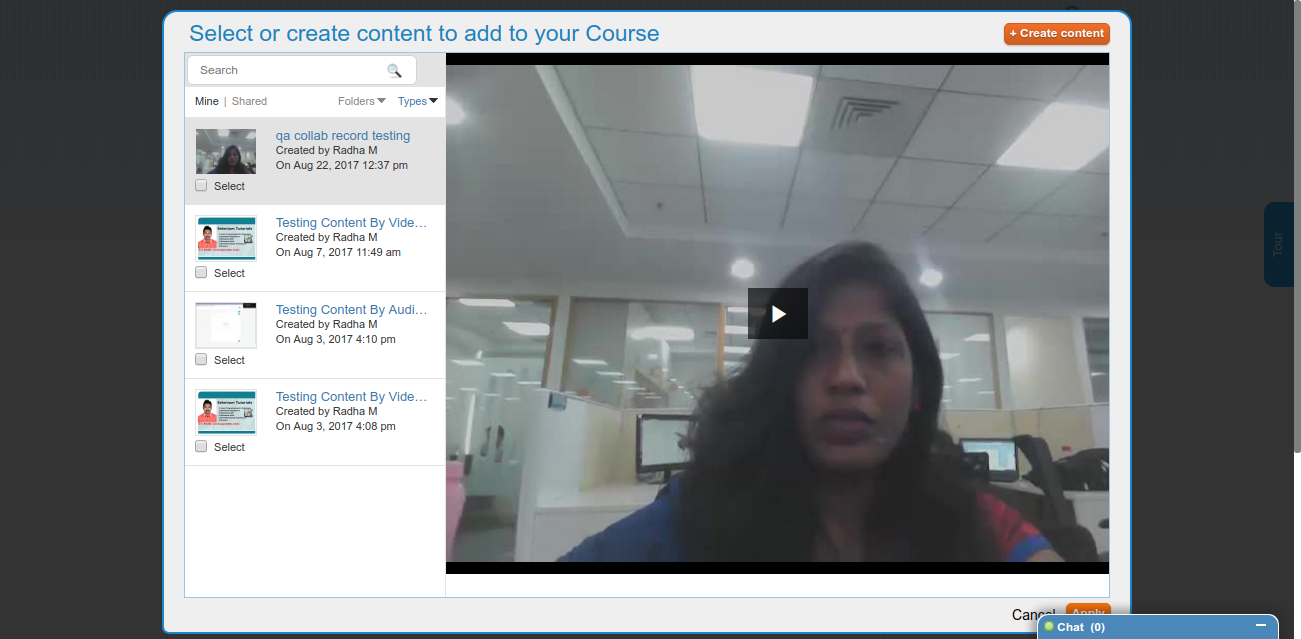 Select or create content to add to your Course
+ Create content
Search
Mine | Shared
Folders
Types
qa collab record testing
Created by Radha M
On Aug 22, 2017 12:37 pm
Select
Testing Content By Vide…
Created by Radha M
On Aug 7, 2017 11:49 am
Select
Testing Content By Audi…
Created by Radha M
On Aug 3, 2017 4:10 pm
Select
Testing Content By Vide…
Created by Radha M
On Aug 3, 2017 4:08 pm
Select
Tour
Cancel
Apply
Chat (0)